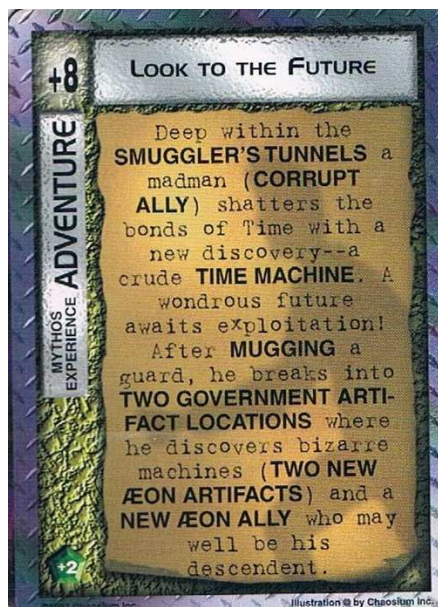 +8
LOOK TO THE FUTURE
MYTHOS
EXPERIENCE
ADVENTURE
Deep within the
SMUGGLER'S TUNNELS a
madman (CORRUPT
ALLY) shatters the
bonds of Time with a
new discovery--a
crude TIME MACHINE. A
wondrous future
awaits exploitation!
After MUGGING a
guard, he breaks into
TWO GOVERNMENT ARTI-
FACT LOCATIONS where
he discovers bizarre
machines (TWO NEW
ÆON ARTIFACTS) and a
NEW ÆON ALLY who may
well be his
descendent.
+2
Chaosium Inc.
Illustration © by Chaosium Inc.